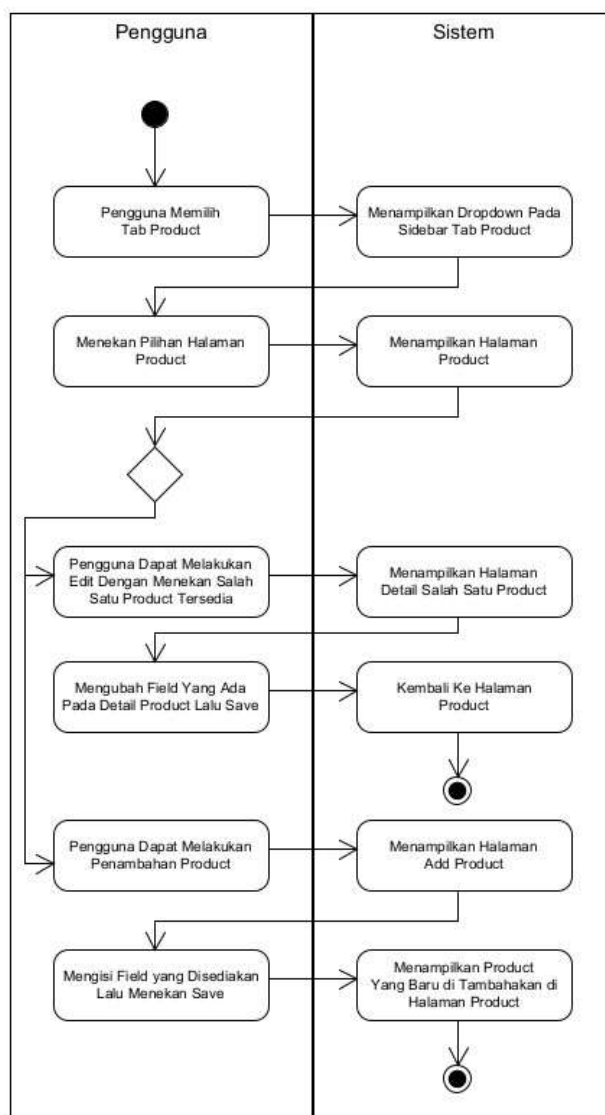 Pengguna
Sistem
Pengguna Memilih
Tab Product
Menampilkan Dropdown Pada
Sidebar Tab Product
Menekan Pilihan Halaman
Product
Menampilkan Halaman
Product
Pengguna Dapat Melakukan
Edit Dengan Menekan Salah
Satu Product Tersedia
Menampilkan Halaman
Detail Salah Satu Product
Mengubah Field Yang Ada
Pada Detail Product Lalu Save
Kembali Ke Halaman
Product
Pengguna Dapat Melakukan
Penambahan Product
Menampilkan Halaman
Add Product
Mengisi Field yang Disediakan
Lalu Menekan Save
Menampilkan Product
Yang Baru di Tambahakan di
Halaman Product